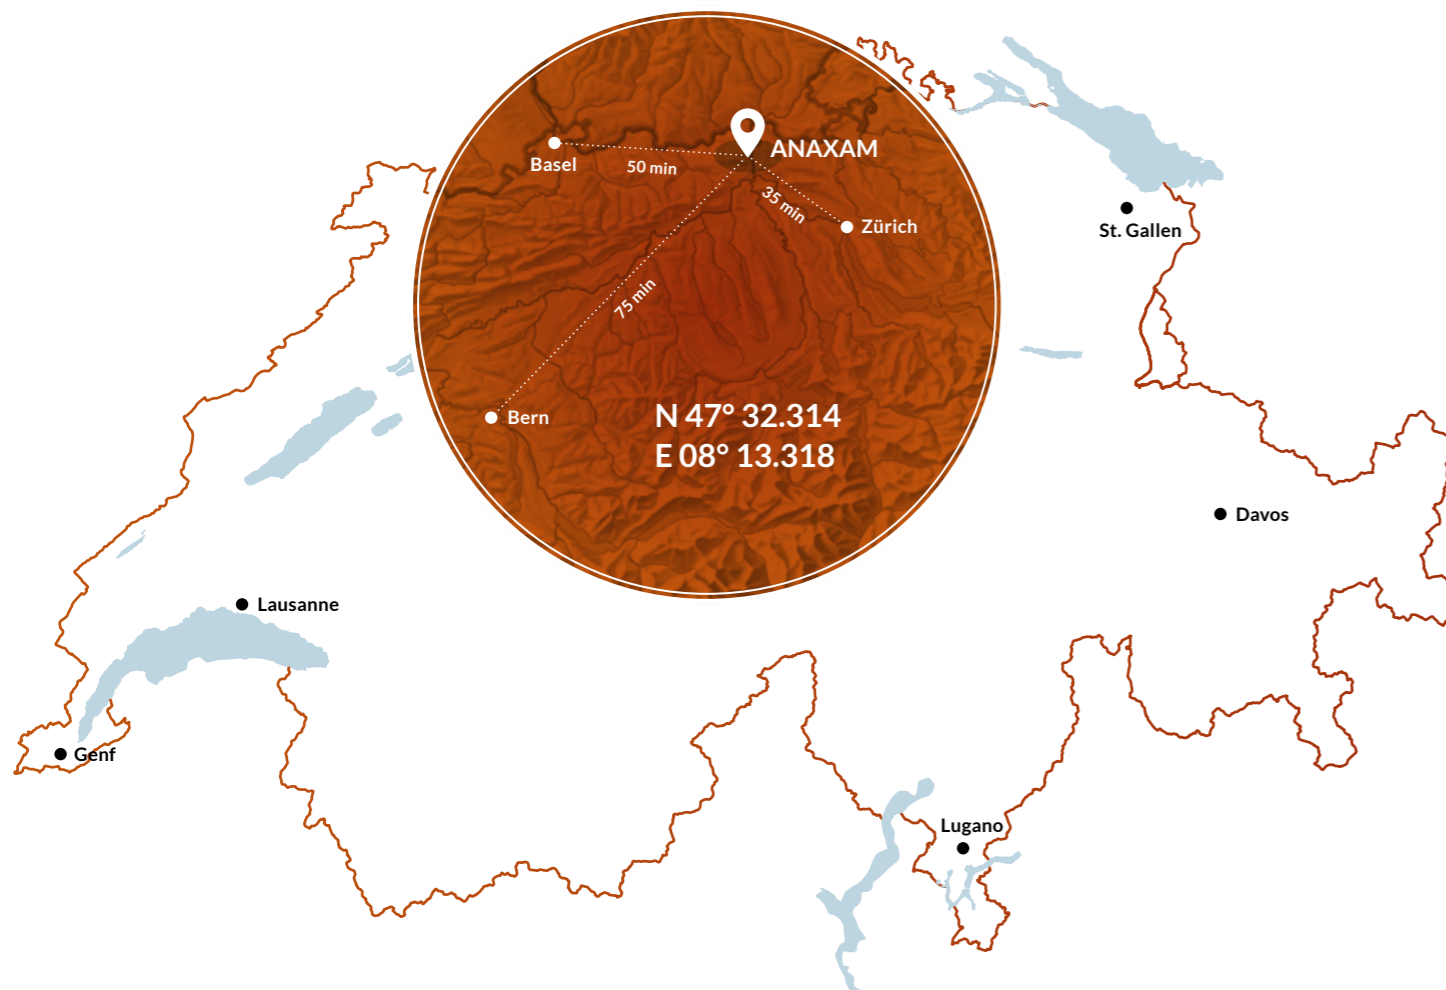 ANAXAM
Basel
50 min
35 min
Zürich
St. Gallen
75 min
Bern
N 47° 32.314
E 08° 13.318
Davos
Lausanne
Genf
Lugano